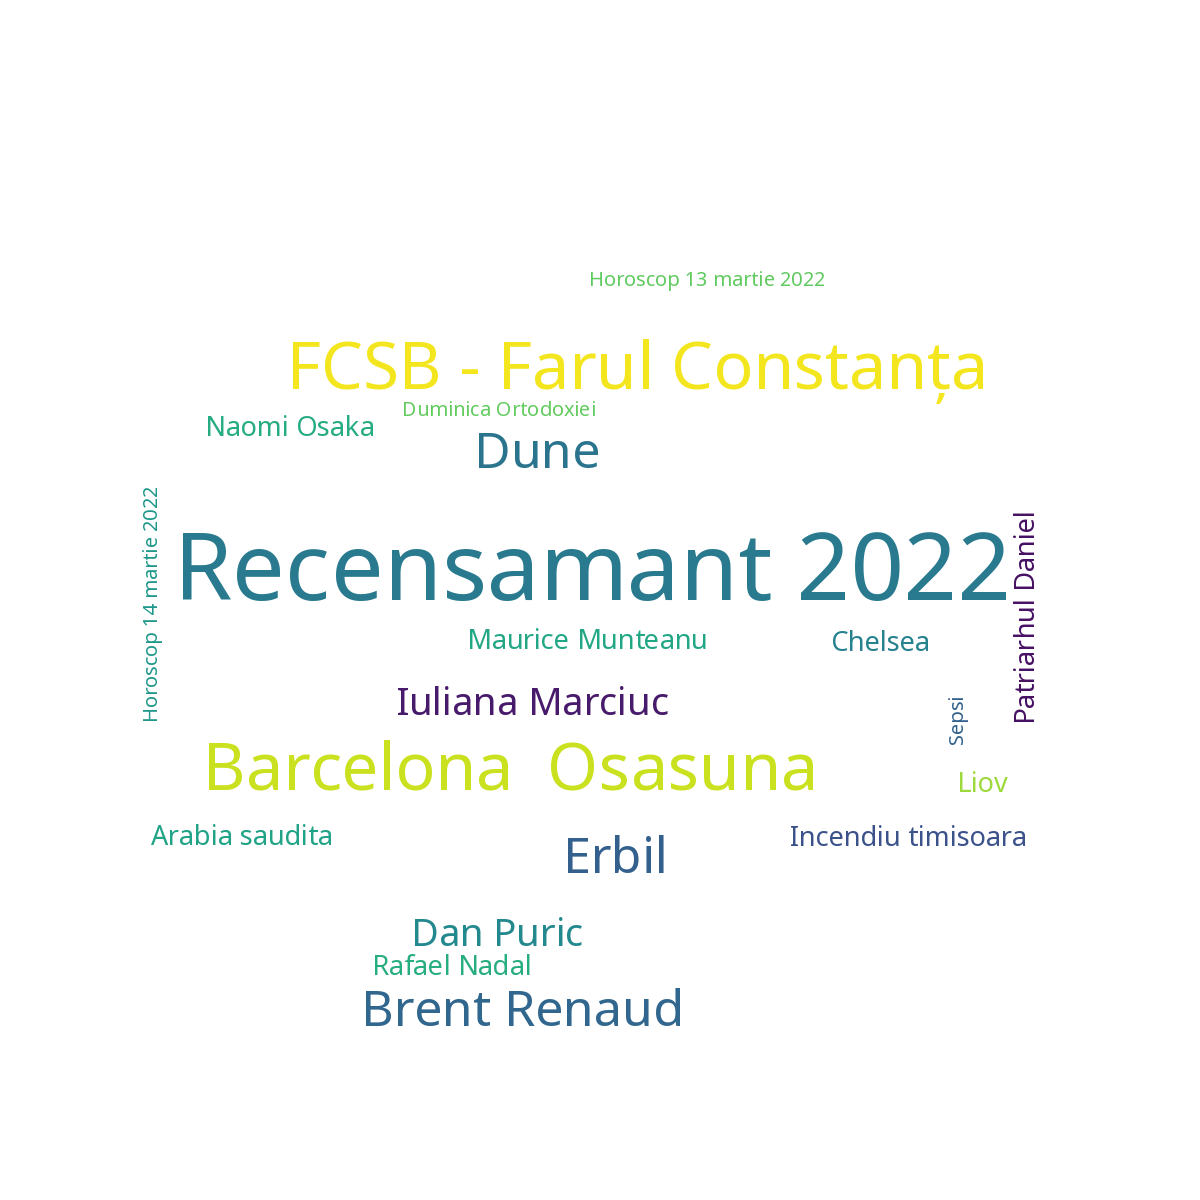 Horoscop 13 martie 2022
FCSB - Farul Constanța
Duminica Ortodoxiei
Naomi Osaka
Dune
Horoscop 14 martie 2022
Recensamant 2022
Patriarhul Daniel
Maurice Munteanu
Chelsea
Iuliana Marciuc
Sepsi
Barcelona  Osasuna
Liov
Arabia saudita
Incendiu timisoara
Erbil
Dan Puric
Rafael Nadal
Brent Renaud